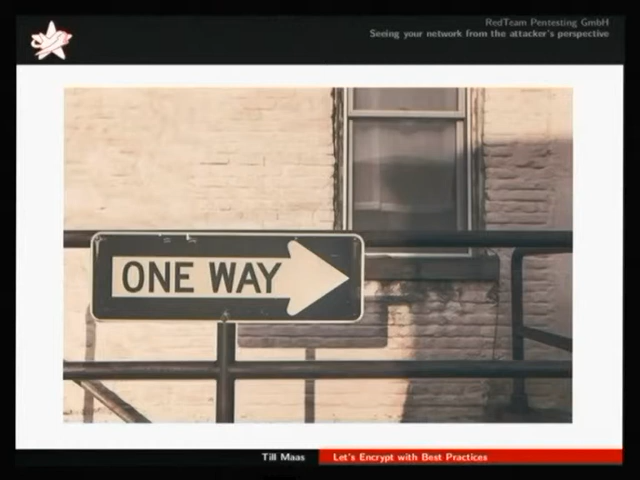 RedTeam Pentesting GmbH
Seeing your network from the attacker's perspective
ONE WAY
Till Maas
Let's Encrypt with Best Practices